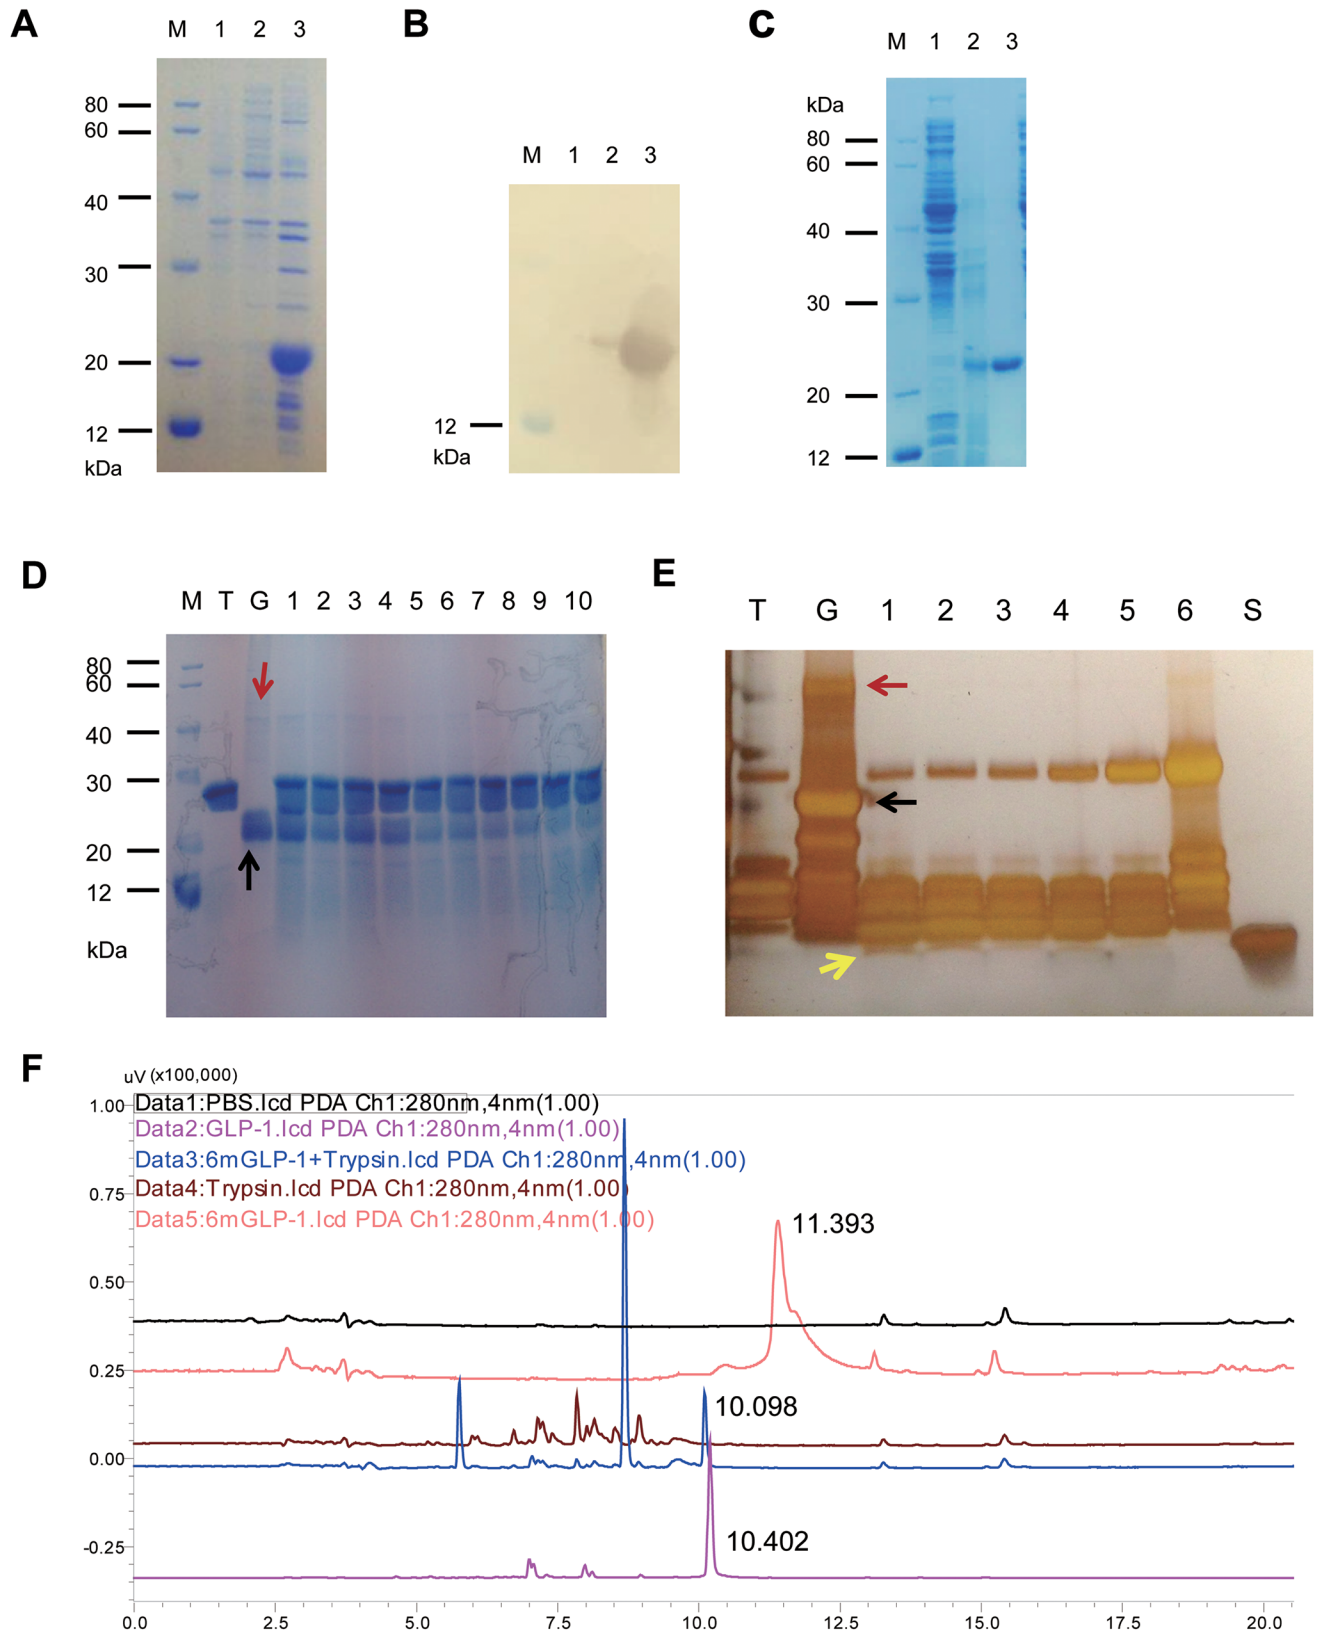 A
M 1 2 3
80
60
40
30
20
12
kDa
B
M 1 2 3
12
kDa
C
M 1 2 3
kDa
80
60
40
30
20
12
D
M T G 1 2 3 4 5 6 7 8 9 10
80
60
40
30
20
12
kDa
E
T G 1 2 3 4 5 6 S
F
uV (x100,000)
Data1:PBS.lcd PDA Ch1:280nm,4nm(1.00)
Data2:GLP-1.lcd PDA Ch1:280nm,4nm(1.00)
Data3:6mGLP-1+Trypsin.lcd PDA Ch1:280nm,4nm(1.00)
Data4:Trypsin.lcd PDA Ch1:280nm,4nm(1.00)
Data5:6mGLP-1.lcd PDA Ch1:280nm,4nm(1.00)
1.00
0.75
0.50
0.25
0.00
-0.25
11.393
10.098
10.402
0.0 2.5 5.0 7.5 10.0 12.5 15.0 17.5 20.0